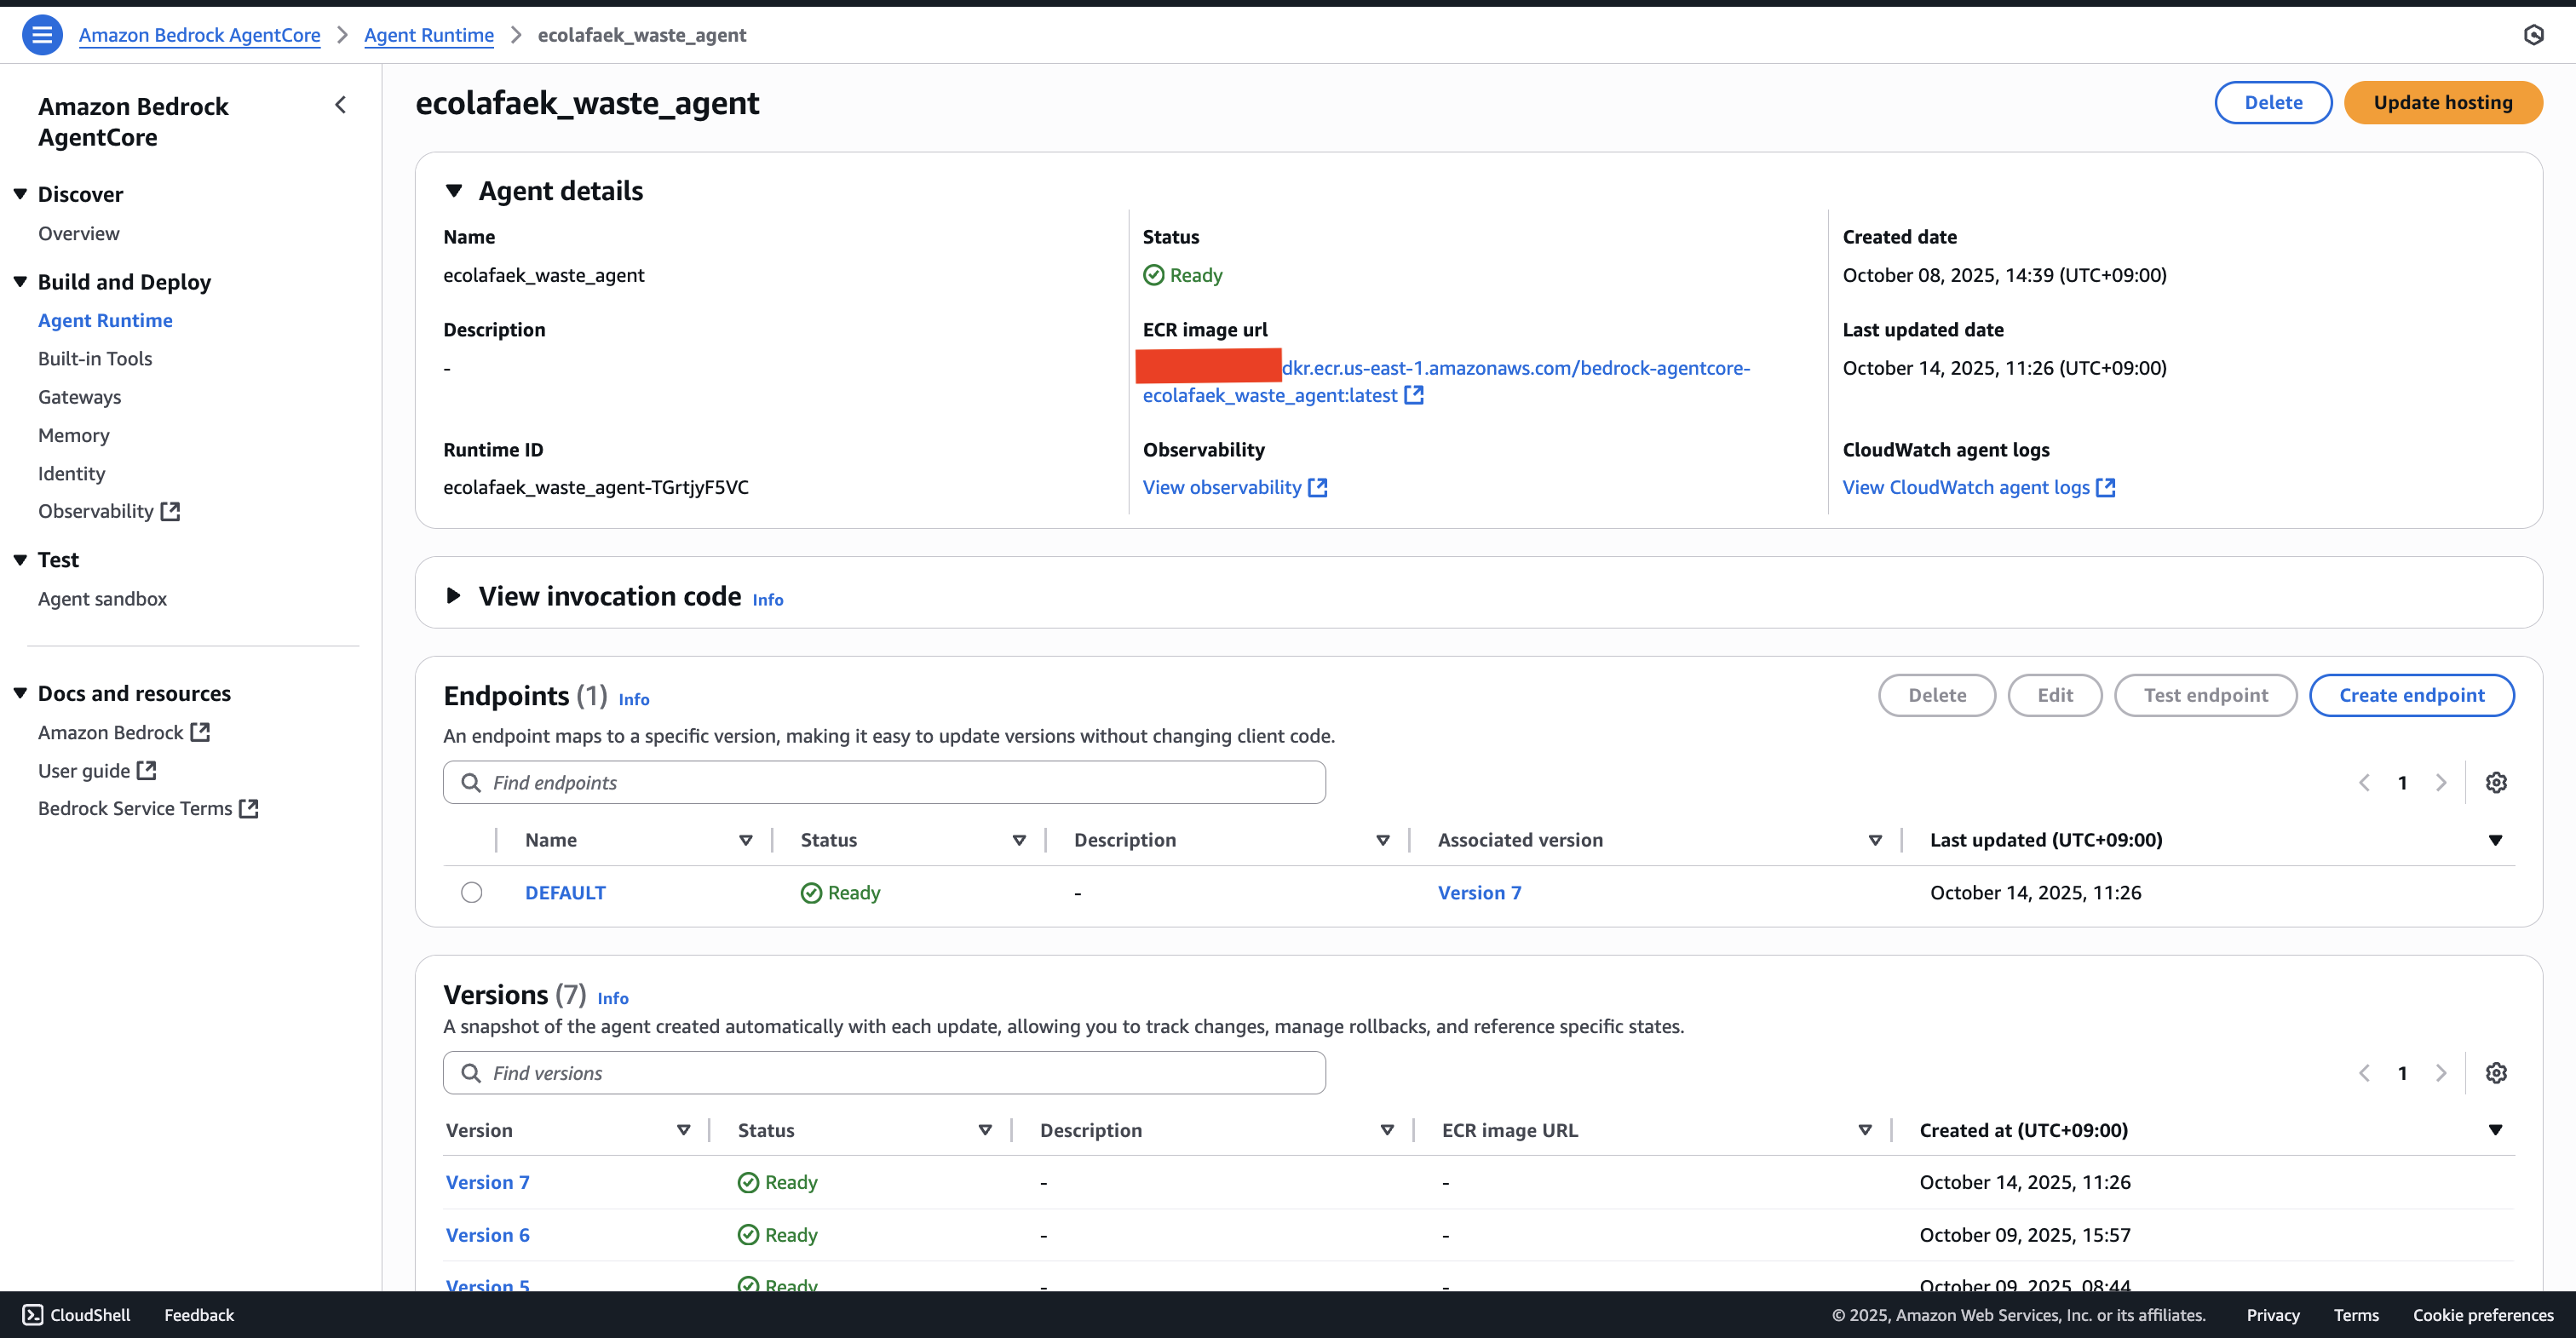 Amazon Bedrock AgentCore > Agent Runtime > ecolafaek_waste_agent
Amazon Bedrock
AgentCore
Discover
Overview
Build and Deploy
Agent Runtime
Built-in Tools
Gateways
Memory
Identity
Observability
Test
Agent sandbox
Docs and resources
Amazon Bedrock
User guide
Bedrock Service Terms
ecolafaek_waste_agent
Delete Update hosting
Agent details
Name
ecolafaek_waste_agent
Description
-
Runtime ID
ecolafaek_waste_agent-TGrtjyF5VC
Status
Ready
ECR image url
dkr.ecr.us-east-1.amazonaws.com/bedrock-agentcore-
ecolafaek_waste_agent:latest
Observability
View observability
Created date
October 08, 2025, 14:39 (UTC+09:00)
Last updated date
October 14, 2025, 11:26 (UTC+09:00)
CloudWatch agent logs
View CloudWatch agent logs
View invocation code Info
Endpoints (1) Info
Delete Edit Test endpoint Create endpoint
An endpoint maps to a specific version, making it easy to update versions without changing client code.
Find endpoints
1
Name Status Description Associated version Last updated (UTC+09:00)
DEFAULT Ready - Version 7 October 14, 2025, 11:26
Versions (7) Info
A snapshot of the agent created automatically with each update, allowing you to track changes, manage rollbacks, and reference specific states.
Find versions
1
Version Status Description ECR image URL Created at (UTC+09:00)
Version 7 Ready - - October 14, 2025, 11:26
Version 6 Ready - - October 09, 2025, 15:57
Version 5 Ready - - October 09, 2025, 08:44
CloudShell Feedback © 2025, Amazon Web Services, Inc. or its affiliates. Privacy Terms Cookie preferences